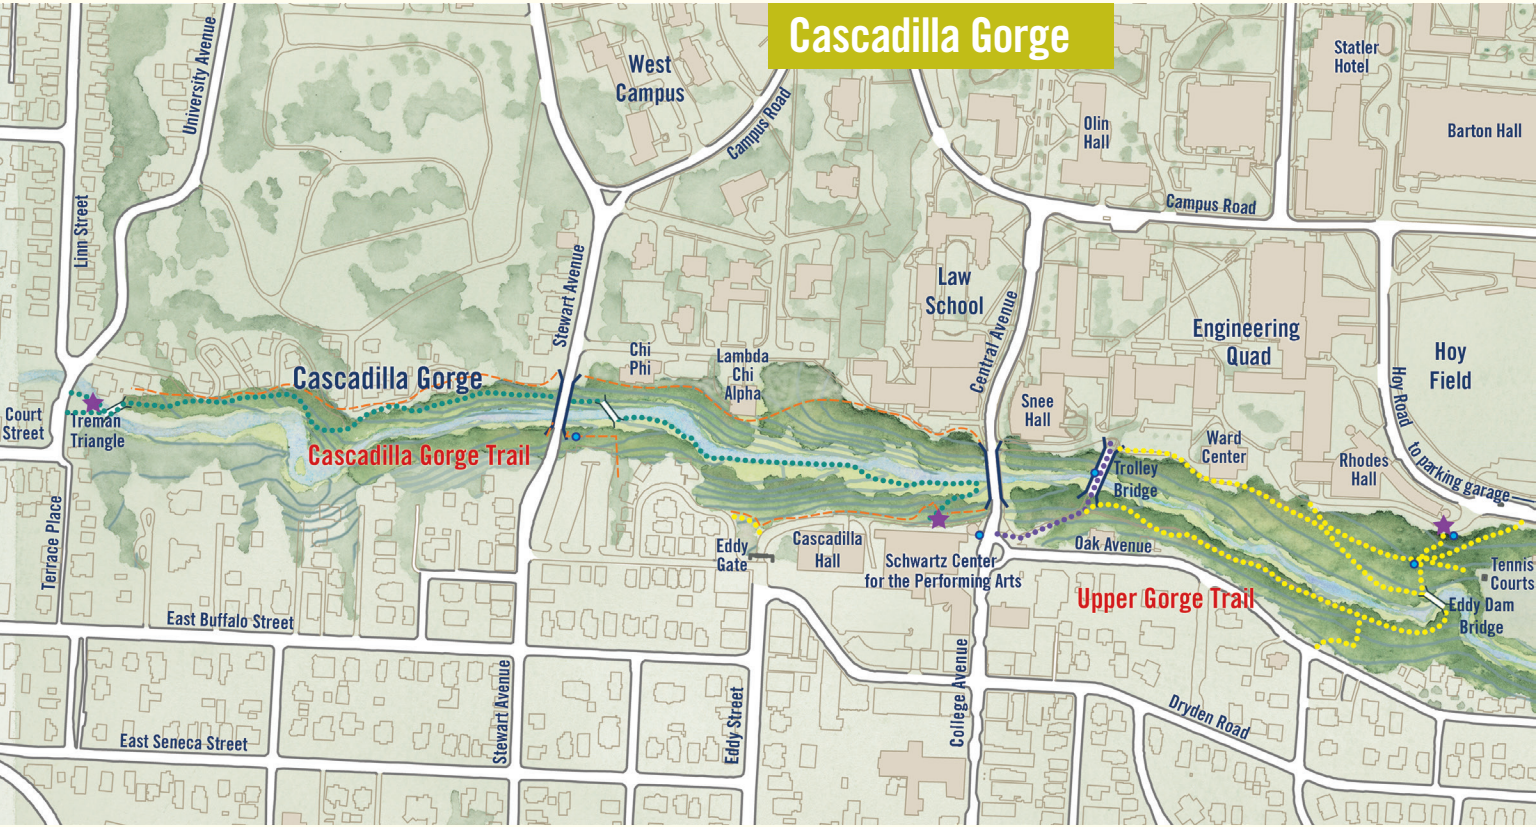 Cascadilla Gorge
University Avenue
West
Campus
Campus Road
Statler
Hotel
Olin
Hall
Barton Hall
Campus Road
Linn Street
Stewart Avenue
Law
School
Central Avenue
Engineering
Quad
Hoy
Field
Hoy Road
Chi
Phi
Lambda
Chi
Alpha
Cascadilla Gorge
Snee
Hall
Court
Street
Treman
Triangle
Cascadilla Gorge Trail
Ward
Center
Trolley
Bridge
Rhodes
Hall
to parking garage
Terrace Place
Eddy
Gate
Cascadilla
Hall
Schwartz Center
for the Performing Arts
Oak Avenue
Upper Gorge Trail
Tennis
Courts
Eddy Dam
Bridge
East Buffalo Street
Stewart Avenue
Eddy Street
College Avenue
Dryden Road
East Seneca Street